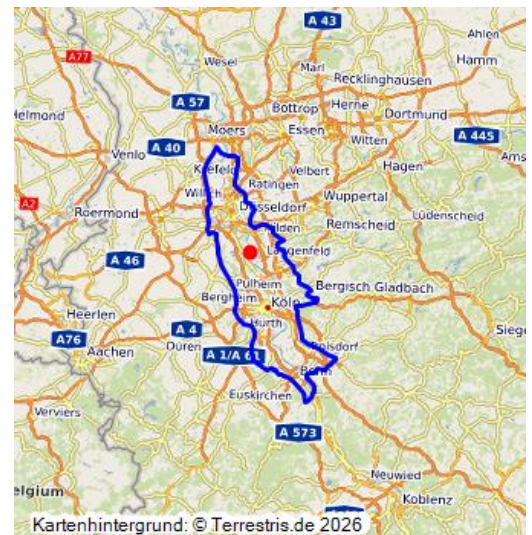 A 43
Ahlen
A77
Wesel
Marl
Hamm
Recklinghausen
Bottrop
Herne
Dortmund
Helmond
A 57
Moers
Essen
Witten
A 445
A 40
Venlo
Krefeld
Velbert
Hagen
Ratingen
Willich
Wuppertal
A2
Roermond
Düsseldorf
Lüdenscheid
Remscheid
Hilden
A 46
Langenfeld
Pulheim
Bergisch Gladbach
Bergheim
Köln
Heerlen
A 4
Hürth
A76
Düren
A 1/A 61
Troisdorf
Aachen
Bonn
Euskirchen
Verviers
A 573
Neuwied
Koblenz
Kartenhintergrund: © Terrestris.de 2026